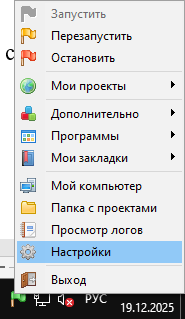 Запустить
Перезапустить
с
Остановить
Мои проекты
Дополнительно
Программы
Мои закладки
Мой компьютер
Папка с проектами
Просмотр логов
Настройки
Выход
РУС
19.12.2025